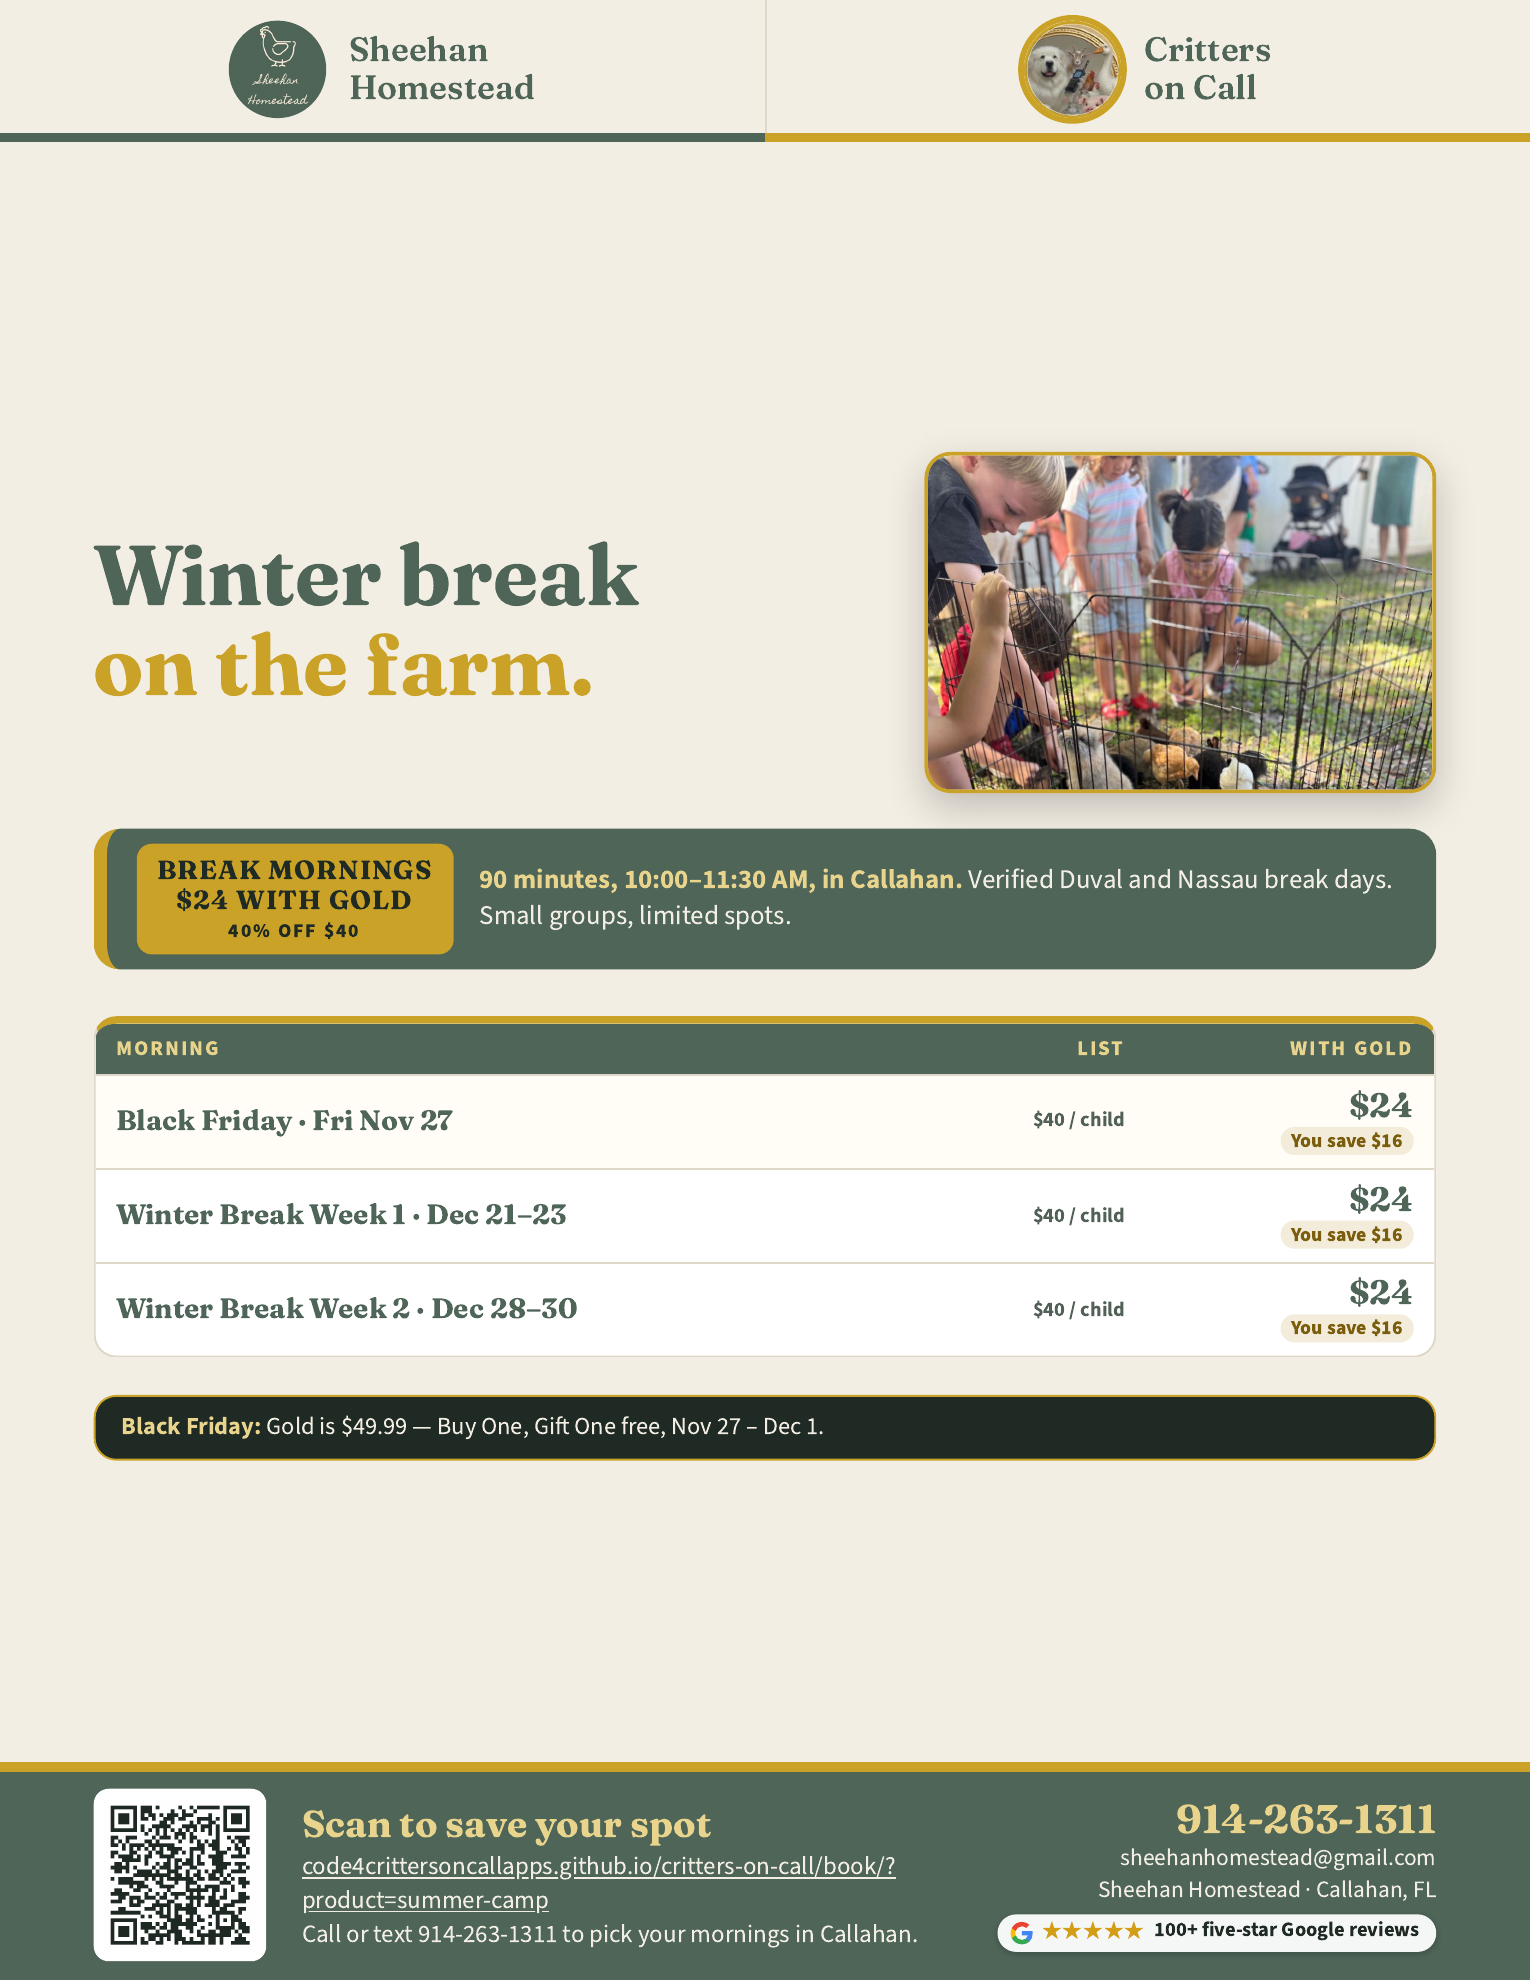 Sheehan
Homestead
Sheehan
Homestead
Critters
on Call
Winter break
on the farm.
BREAK MORNINGS
$24 WITH GOLD
40% OFF $40
90 minutes, 10:00–11:30 AM, in Callahan. Verified Duval and Nassau break days.
Small groups, limited spots.
MORNING LIST WITH GOLD
Black Friday · Fri Nov 27 $40 / child $24
You save $16
Winter Break Week 1 · Dec 21–23 $40 / child $24
You save $16
Winter Break Week 2 · Dec 28–30 $40 / child $24
You save $16
Black Friday: Gold is $49.99 — Buy One, Gift One free, Nov 27 – Dec 1.
Scan to save your spot
code4crittersoncallapps.github.io/critters-on-call/book/?
product=summer-camp
Call or text 914-263-1311 to pick your mornings in Callahan.
914-263-1311
sheehanhomestead@gmail.com
Sheehan Homestead · Callahan, FL
G ★★★★★ 100+ five-star Google reviews